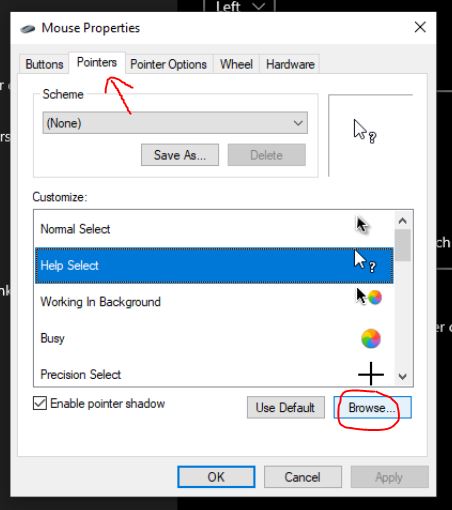 Left
Mouse Properties
Buttons Pointers Pointer Options Wheel Hardware
Scheme
(None)
Save As... Delete
Customize:
Normal Select
Help Select
Working In Background
Busy
Precision Select
Enable pointer shadow
Use Default Browse...
OK Cancel Apply